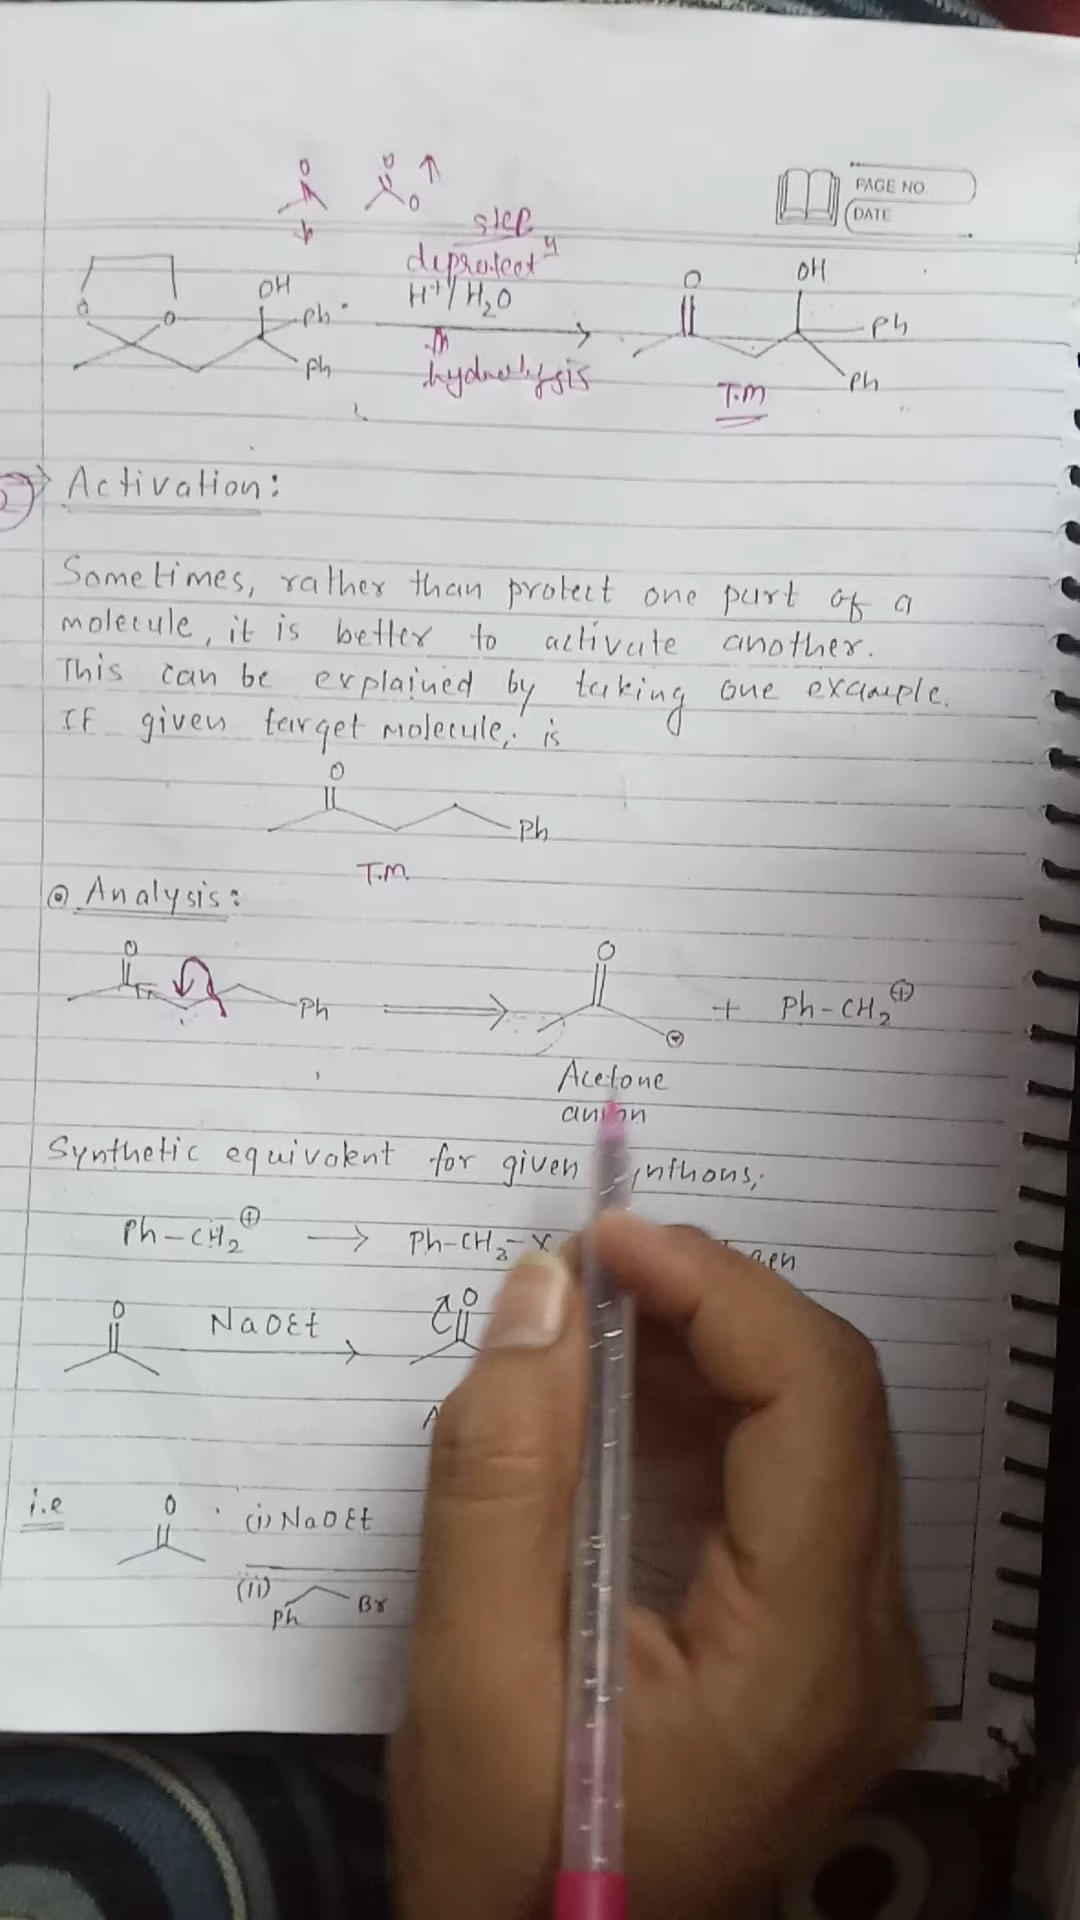 PAGE NO
DATE
O O
O
step
deprotectⁿ
H⁺/H₂O
hydrolysis
O
O
OH
Ph
Ph
O
OH
Ph
Ph
T.M
2) Activation:
Sometimes, rather than protect one part of a
molecule, it is better to activate another.
This can be explained by taking one example.
If given target molecule, is
O
Ph
T.M.
Analysis:
O
Ph
O
⊖
+ Ph-CH₂⊕
Acetone
anion
Synthetic equivalent for given
Ph-CH₂⊕ → Ph-CH₂-X
O NaOEt O
i.e O (i) NaOEt
(ii) Ph Br